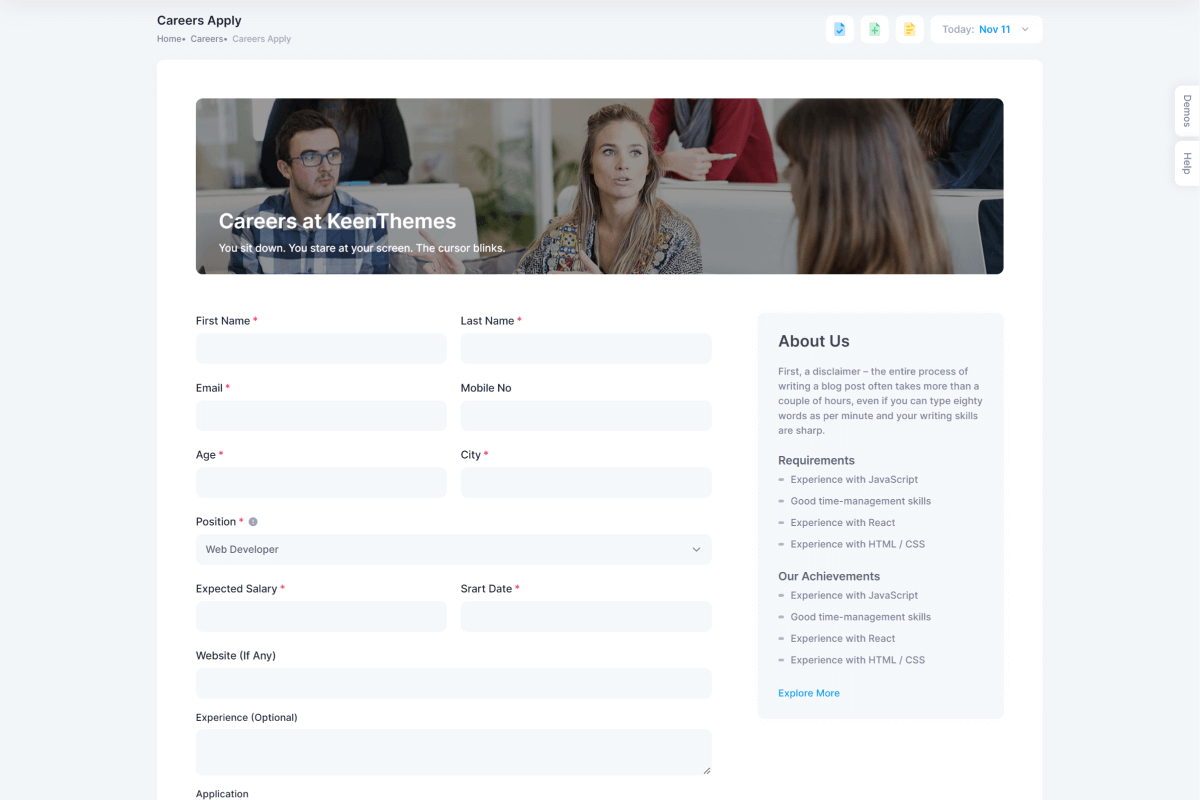 Careers Apply
Home• Careers• Careers Apply
Today: Nov 11
Demos
Help
Careers at KeenThemes
You sit down. You stare at your screen. The cursor blinks.
First Name *
Last Name *
Email *
Mobile No
Age *
City *
Position *
Web Developer
Expected Salary *
Srart Date *
Website (If Any)
Experience (Optional)
Application
About Us
First, a disclaimer – the entire process of
writing a blog post often takes more than a
couple of hours, even if you can type eighty
words as per minute and your writing skills
are sharp.
Requirements
Experience with JavaScript
Good time-management skills
Experience with React
Experience with HTML / CSS
Our Achievements
Experience with JavaScript
Good time-management skills
Experience with React
Experience with HTML / CSS
Explore More